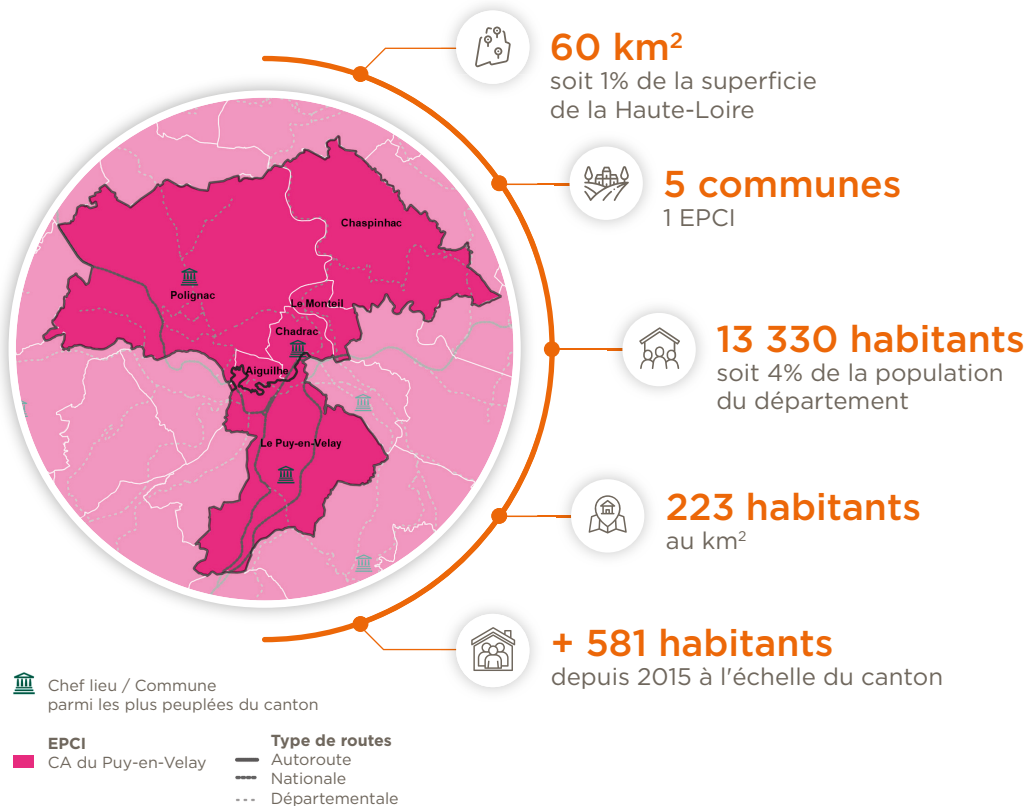 60 km²
soit 1% de la superficie
de la Haute-Loire
5 communes
1 EPCI
13 330 habitants
soit 4% de la population
du département
223 habitants
au km²
+ 581 habitants
depuis 2015 à l'échelle du canton
Chaspinhac
Polignac
Le Monteil
Chadrac
Aiguilhe
Le Puy-en-Velay
Chef lieu / Commune
parmi les plus peuplées du canton
EPCI
CA du Puy-en-Velay
Type de routes
Autoroute
Nationale
Départementale